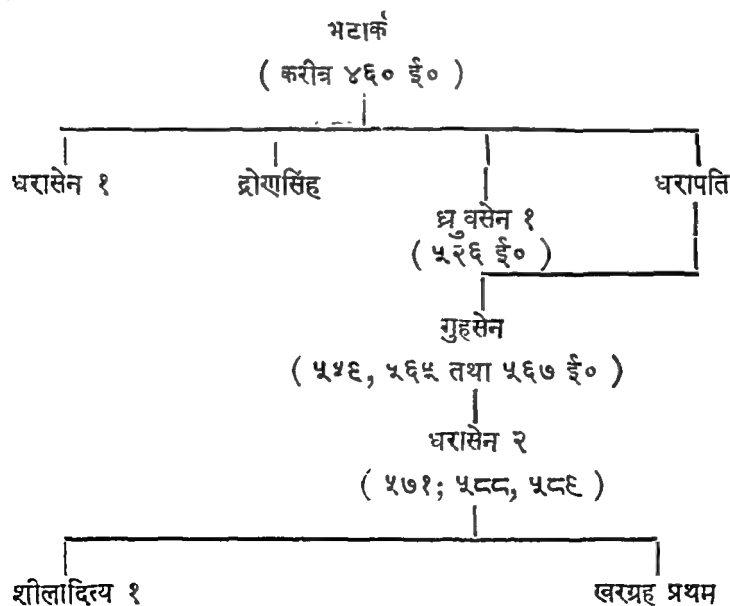 भटार्क
( करीत्र ४६० ई० )
धरासेन १ द्रोणसिंह धरापति
ध्रुवसेन १
( ५२६ ई० )
गुहसेन
( ५५९, ५६५ तथा ५६७ ई० )
धरासेन २
( ५७१; ५८८, ५८९ )
शीलादित्य १ खरग्रह प्रथम